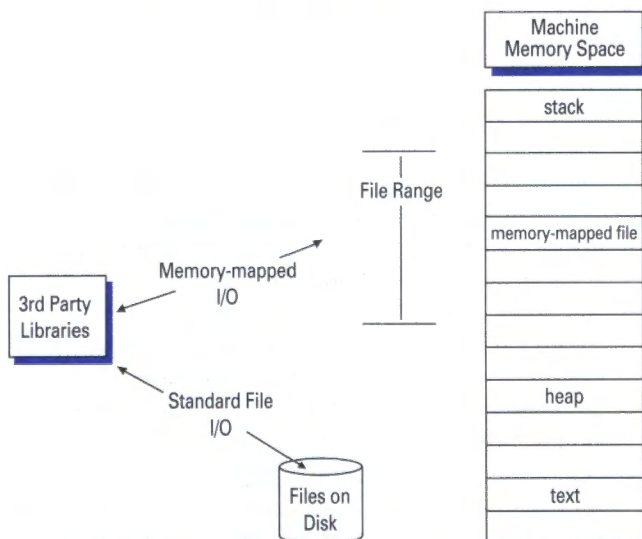 Machine
Memory Space
stack
File Range
memory-mapped file
Memory-mapped
I/O
3rd Party
Libraries
Standard File
I/O
heap
Files on
Disk
text